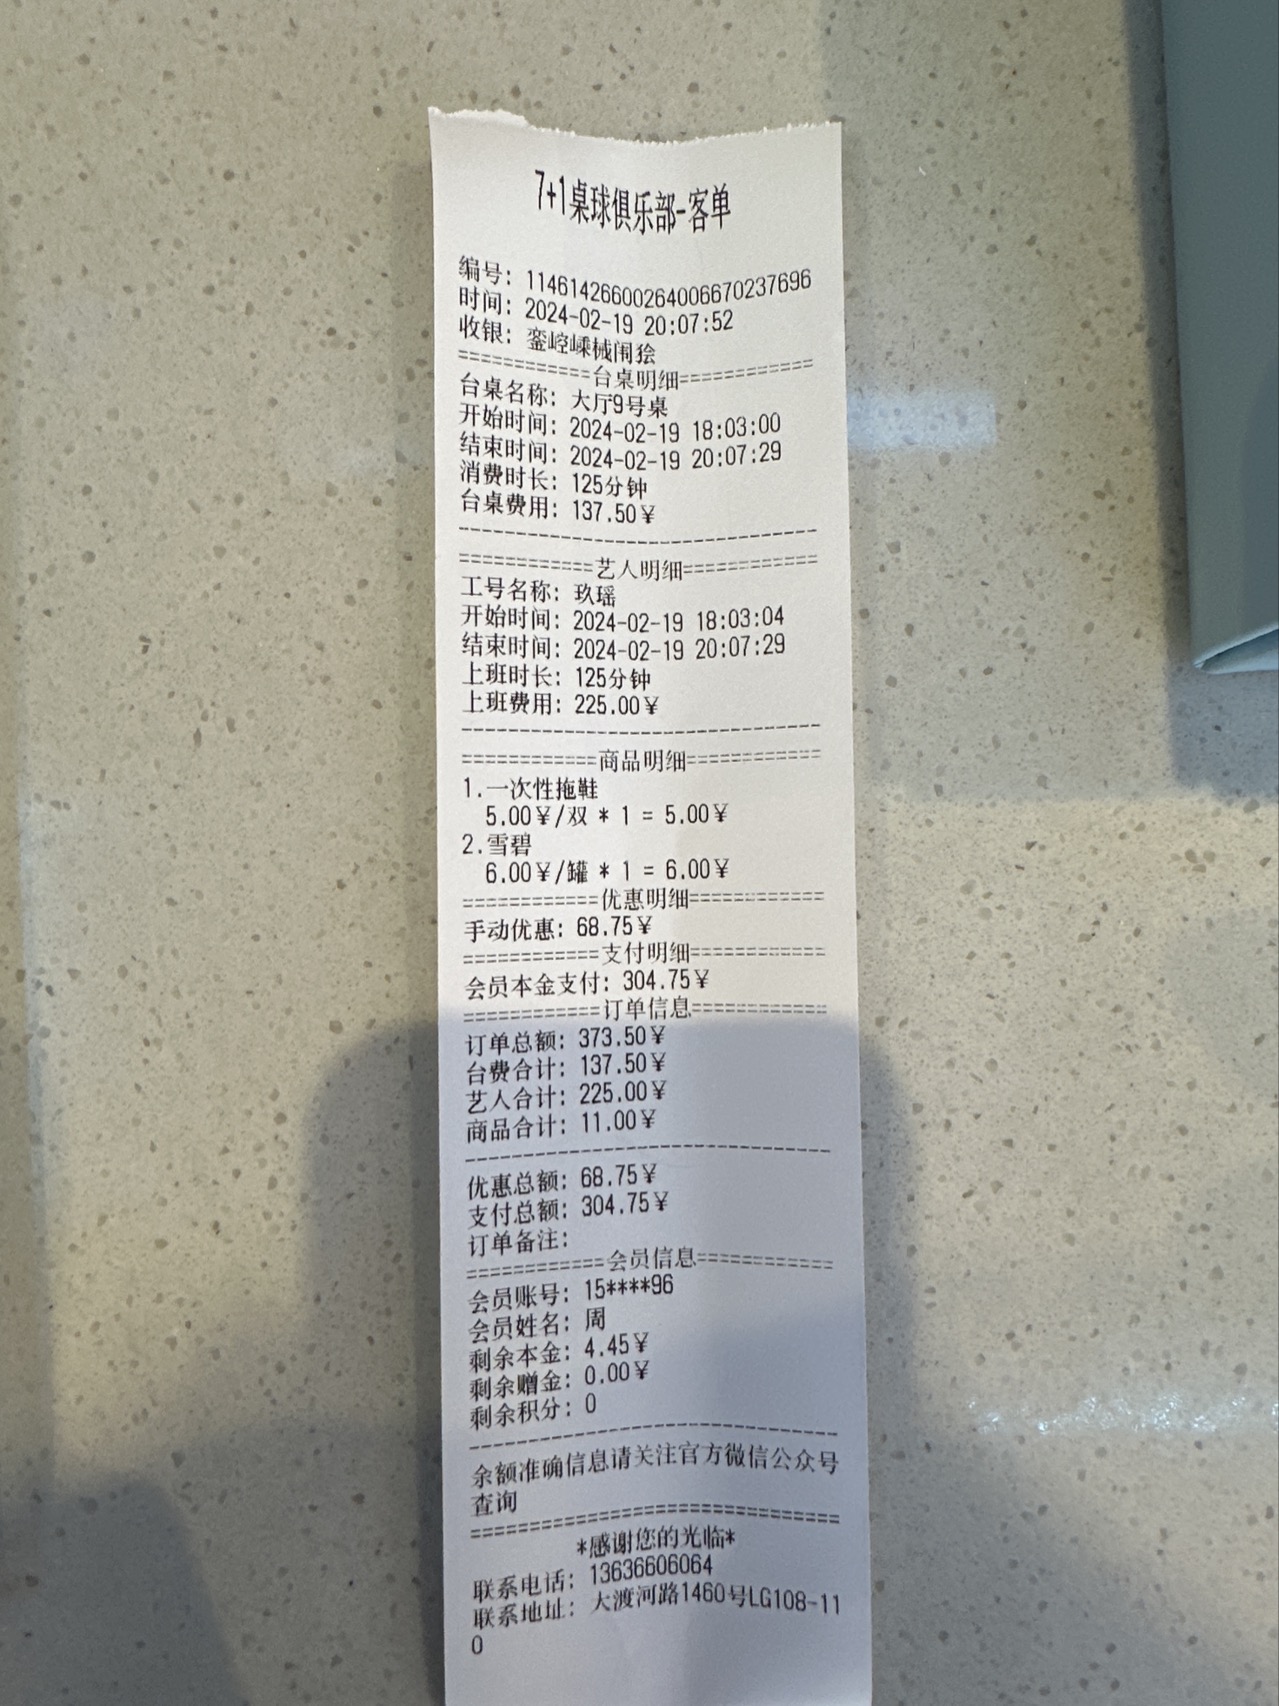 7+1桌球俱乐部-客单
编号: 1146142660026400667023​7696
时间: 2024-02-19 20:07:52
收银: 銮崆嵊械闱狯
============台桌明细============
台桌名称: 大厅9号桌
开始时间: 2024-02-19 18:03:00
结束时间: 2024-02-19 20:07:29
消费时长: 125分钟
台桌费用: 137.50¥
--------------------------------
============艺人明细============
工号名称: 玖瑶
开始时间: 2024-02-19 18:03:04
结束时间: 2024-02-19 20:07:29
上班时长: 125分钟
上班费用: 225.00¥
--------------------------------
============商品明细============
1.一次性拖鞋
5.00¥/双 * 1 = 5.00¥
2.雪碧
6.00¥/罐 * 1 = 6.00¥
============优惠明细============
手动优惠: 68.75¥
============支付明细============
会员本金支付: 304.75¥
============订单信息============
订单总额: 373.50¥
台费合计: 137.50¥
艺人合计: 225.00¥
商品合计: 11.00¥
--------------------------------
优惠总额: 68.75¥
支付总额: 304.75¥
订单备注:
============会员信息============
会员账号: 15****96
会员姓名: 周
剩余本金: 4.45¥
剩余赠金: 0.00¥
剩余积分: 0
--------------------------------
余额准确信息请关注官方微信公众号
查询
================================
*感谢您的光临*
联系电话: 13636606064
联系地址: 大渡河路1460号LG108-11
0